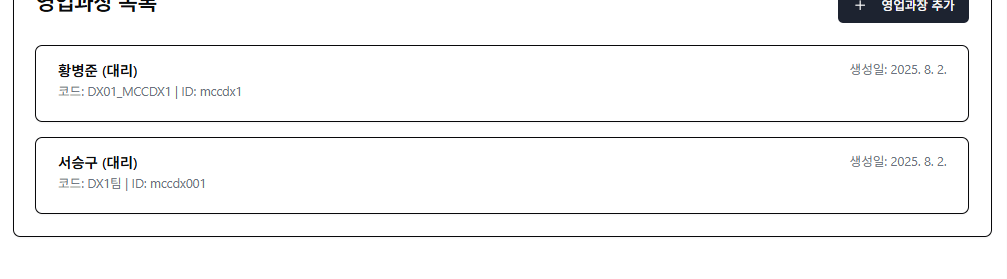 영업과장 목록
+ 영업과장 추가
황병준 (대리)
생성일: 2025. 8. 2.
코드: DX01_MCCDX1 | ID: mccdx1
서승구 (대리)
생성일: 2025. 8. 2.
코드: DX1팀 | ID: mccdx001